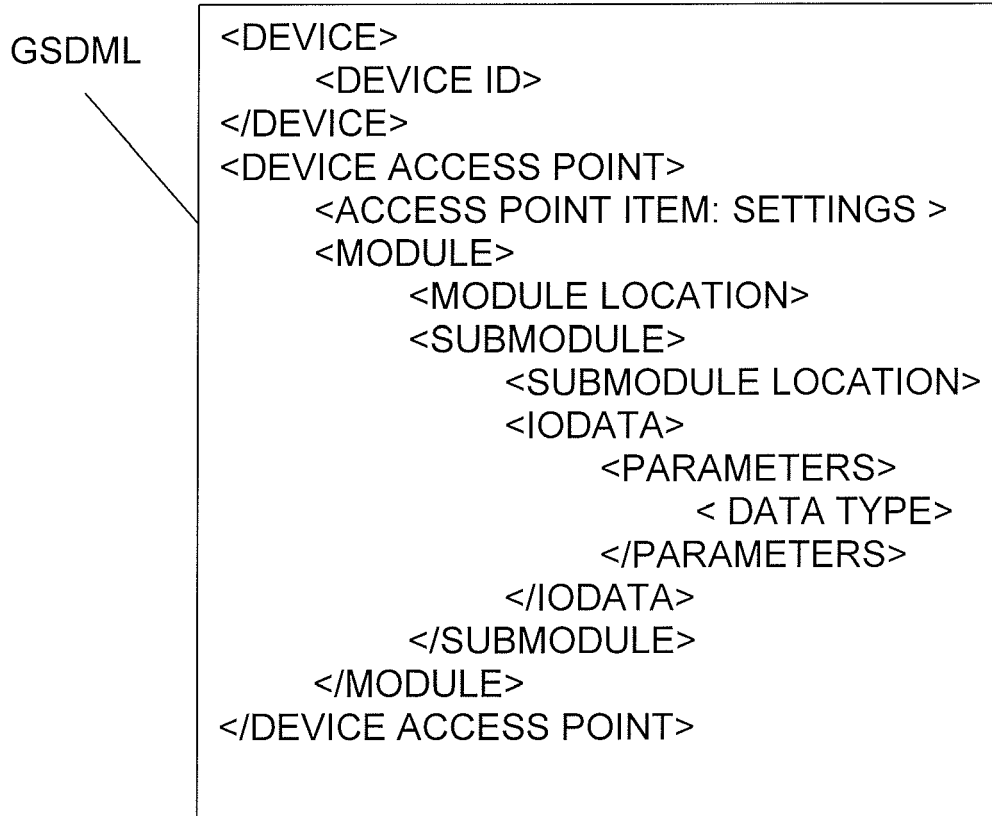 GSDML
<DEVICE>
<DEVICE ID>
</DEVICE>
<DEVICE ACCESS POINT>
<ACCESS POINT ITEM: SETTINGS >
<MODULE>
<MODULE LOCATION>
<SUBMODULE>
<SUBMODULE LOCATION>
<IODATA>
<PARAMETERS>
< DATA TYPE>
</PARAMETERS>
</IODATA>
</SUBMODULE>
</MODULE>
</DEVICE ACCESS POINT>